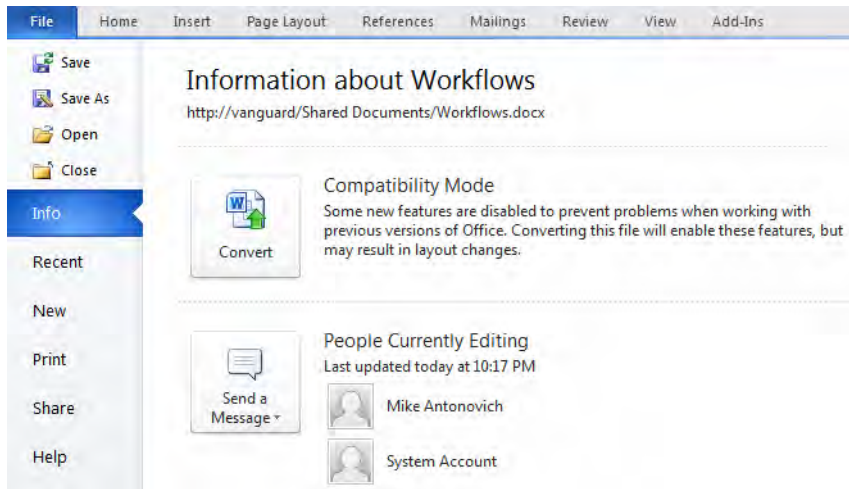 File Home Insert Page Layout References Mailings Review View Add-Ins
Save
Save As
Open
Close
Info
Recent
New
Print
Share
Help
Information about Workflows
http://vanguard/Shared Documents/Workflows.docx
Convert
Compatibility Mode
Some new features are disabled to prevent problems when working with
previous versions of Office. Converting this file will enable these features, but
may result in layout changes.
Send a
Message
People Currently Editing
Last updated today at 10:17 PM
Mike Antonovich
System Account